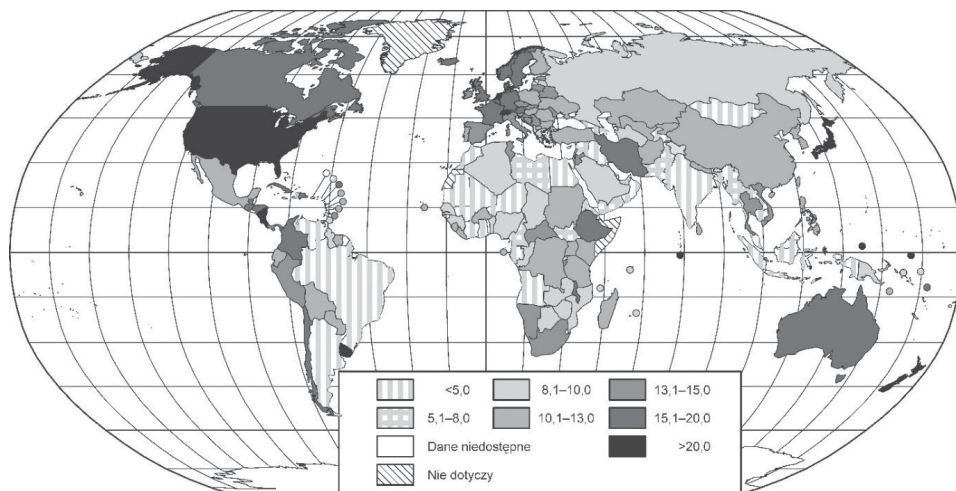 <5,0 8,1–10,0 13,1–15,0
5,1–8,0 10,1–13,0 15,1–20,0
Dane niedostępne >20,0
Nie dotyczy